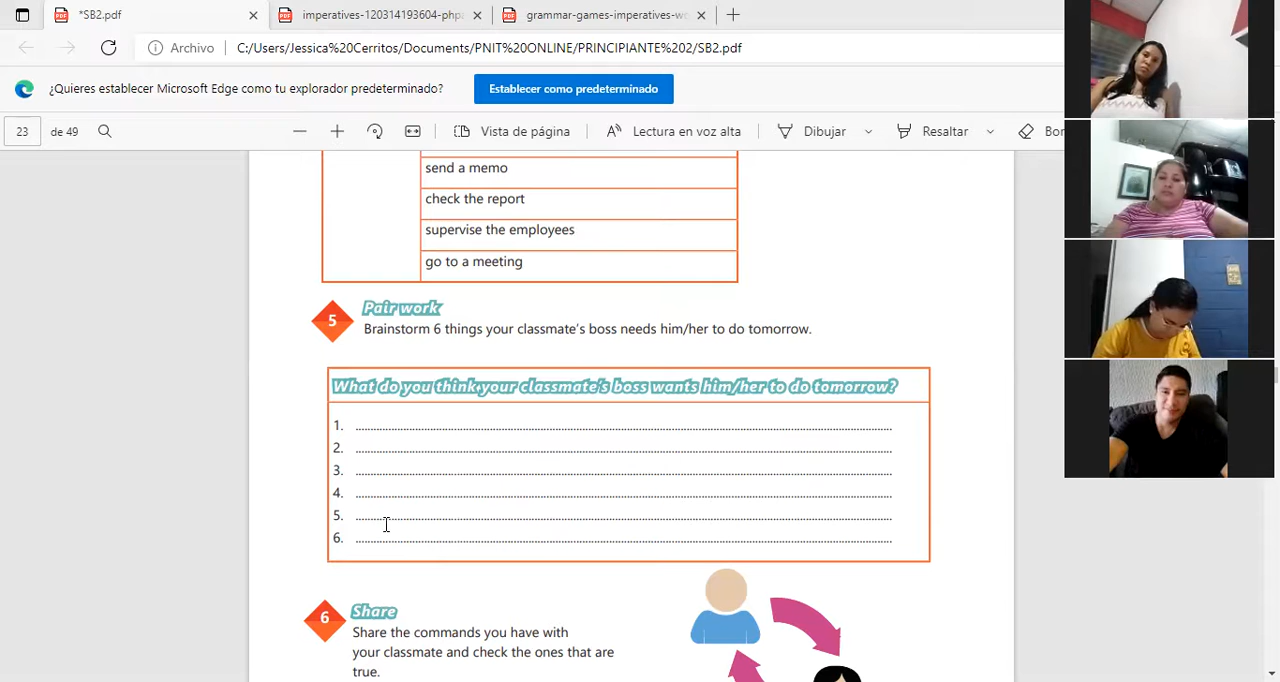 *SB2.pdf
imperatives-120314193604-phpa
grammar-games-imperatives-wo
Archivo
C:/Users/Jessica%20Cerritos/Documents/PNIT%20ONLINE/PRINCIPIANTE%202/SB2.pdf
¿Quieres establecer Microsoft Edge como tu explorador predeterminado?
Establecer como predeterminado
23 de 49
Vista de página
Lectura en voz alta
Dibujar
Resaltar
Bor
send a memo
check the report
supervise the employees
go to a meeting
5
Pair work
Brainstorm 6 things your classmate's boss needs him/her to do tomorrow.
What do you think your classmate's boss wants him/her to do tomorrow?
1.
2.
3.
4.
5.
6.
6
Share
Share the commands you have with
your classmate and check the ones that are
true.